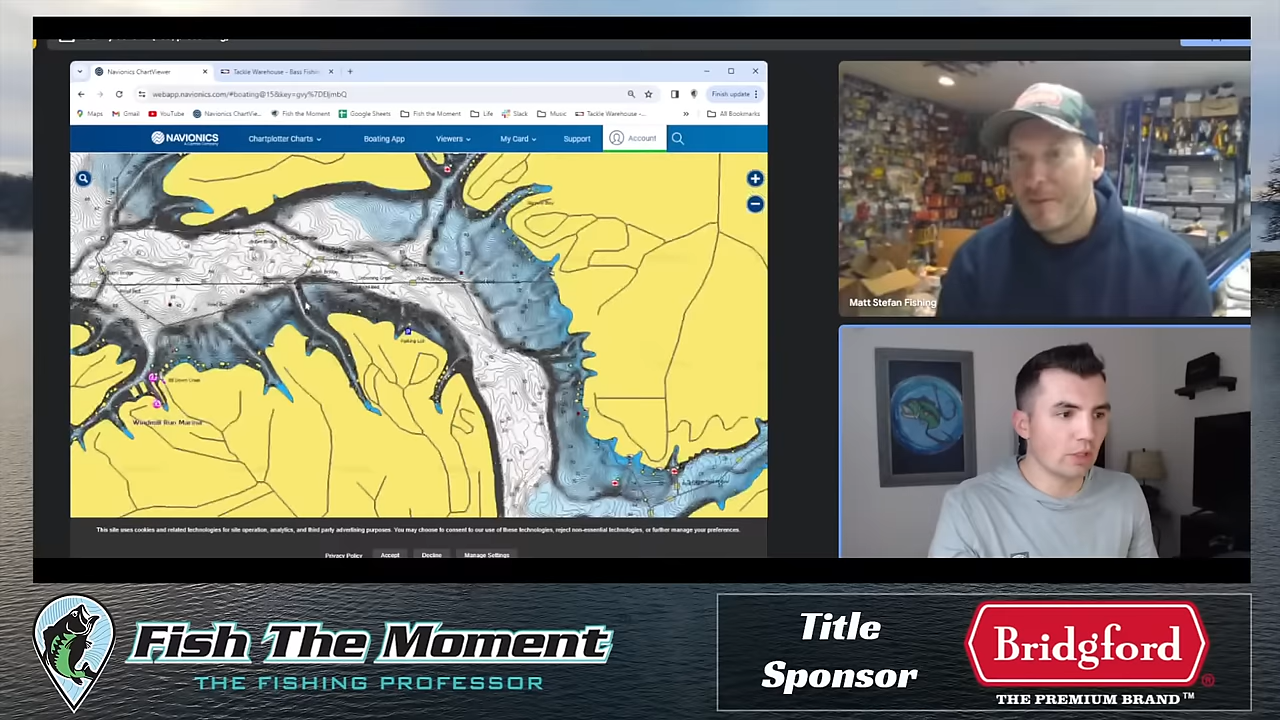 Navionics ChartViewer
Tackle Warehouse - Bass Fishin
webapp.navionics.com/#boating@15&key=gvy%7DEljmbQ
Finish update
Maps
Gmail
YouTube
Navionics ChartVie...
Fish the Moment
Google Sheets
Fish the Moment
Life
Slack
Music
Tackle Warehouse -...
All Bookmarks
NAVIONICS
Chartplotter Charts
Boating App
Viewers
My Card
Support
Account
Parking Lot
Windmill Run Marina
This site uses cookies and related technologies for site operation, analytics, and third party advertising purposes. You may choose to consent to our use of these technologies, reject non-essential technologies, or further manage your preferences.
Privacy Policy
Accept
Decline
Manage Settings
Matt Stefan Fishing
Fish The Moment
THE FISHING PROFESSOR
Title
Sponsor
Bridgford
THE PREMIUM BRAND™